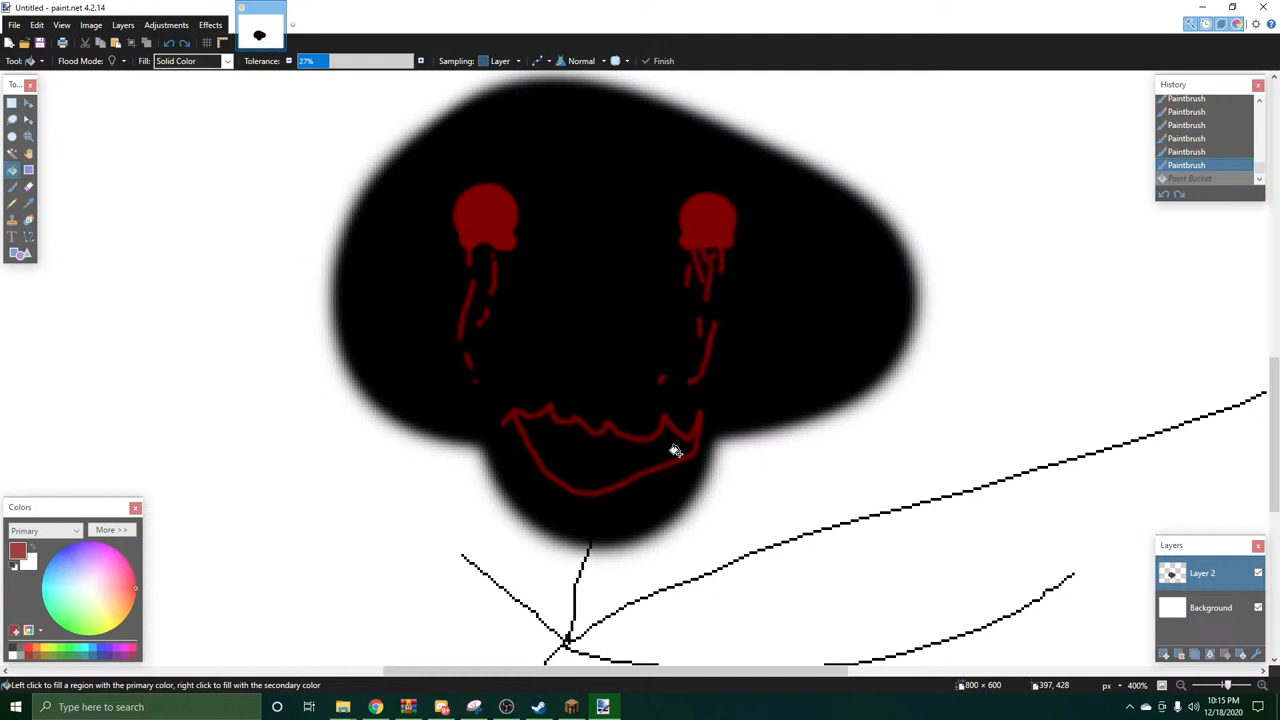 Untitled - paint.net 4.2.14
File Edit View Image Layers Adjustments Effects
Tool: Flood Mode: Fill: Solid Color Tolerance: 27% Sampling: Layer Normal Finish
To...
History
Paintbrush
Paintbrush
Paintbrush
Paintbrush
Paintbrush
Paintbrush
Paint Bucket
Colors
Primary More >>
Layers
Layer 2
Background
Left click to fill a region with the primary color, right click to fill with the secondary color
800 × 600 397, 428 px 400%
Type here to search
10:15 PM
12/18/2020